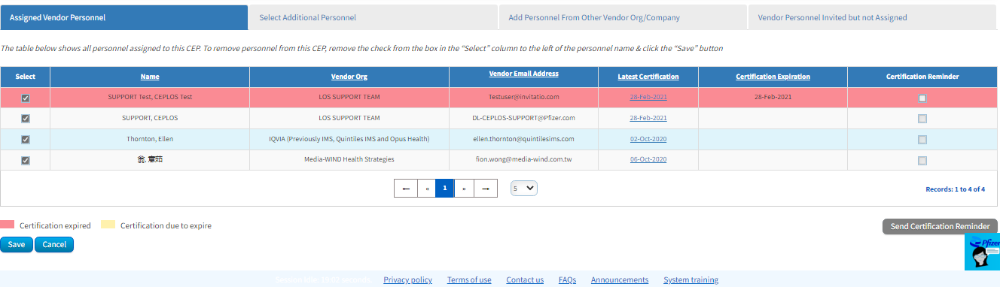 Assigned Vendor Personnel
Select Additional Personnel
Add Personnel From Other Vendor Org/Company
Vendor Personnel Invited but not Assigned
The table below shows all personnel assigned to this CEP. To remove personnel from this CEP, remove the check from the box in the “Select” column to the left of the personnel name & click the “Save” button
Select Name Vendor Org Vendor Email Address Latest Certification Certification Expiration Certification Reminder
SUPPORT Test, CEPLOS Test LOS SUPPORT TEAM Testuser@invitatio.com 28-Feb-2021 28-Feb-2021
SUPPORT, CEPLOS LOS SUPPORT TEAM DL-CEPLOS-SUPPORT@Pfizer.com 28-Feb-2021
Thornton, Ellen IQVIA (Previously IMS, Quintiles IMS and Opus Health) ellen.thornton@quintilesims.com 02-Oct-2020
翁, 意茹 Media-WIND Health Strategies fion.wong@media-wind.com.tw 06-Oct-2020
← « 1 » → 5 Records: 1 to 4 of 4
Certification expired Certification due to expire
Send Certification Reminder
Save Cancel
Pfizer
Privacy policy Terms of use Contact us FAQs Announcements System training